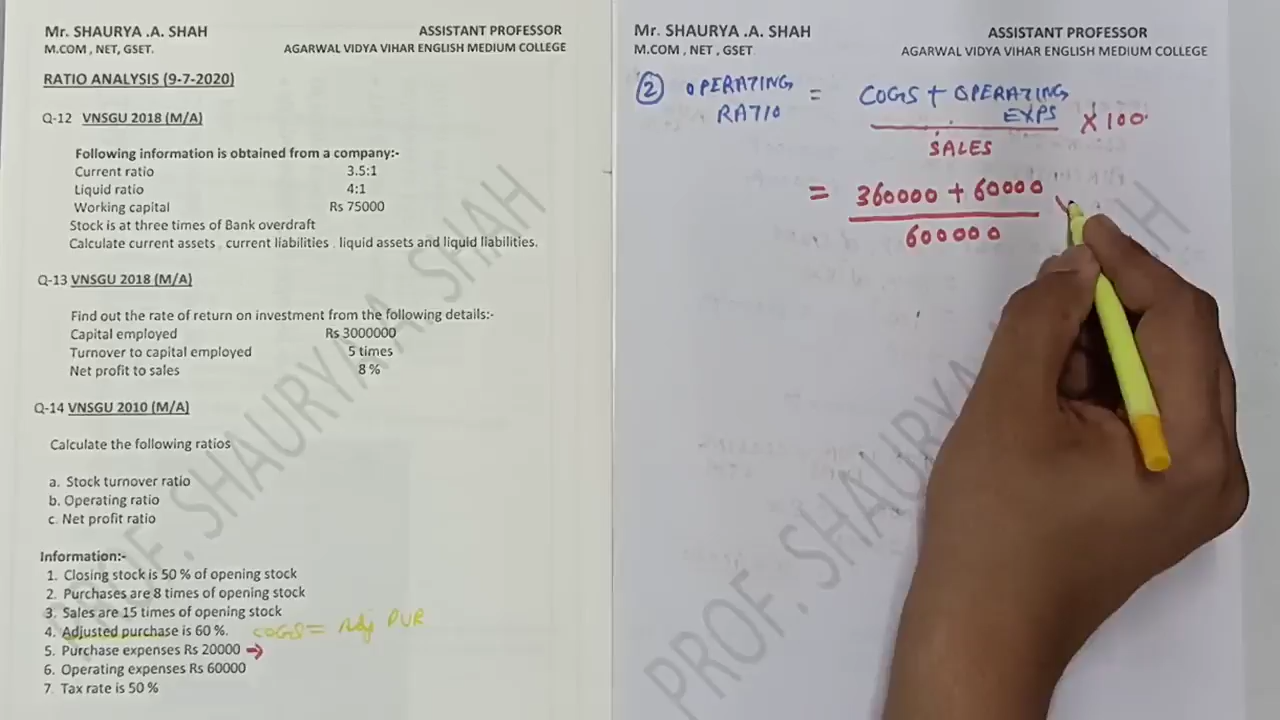 Mr. SHAURYA .A. SHAH ASSISTANT PROFESSOR
M.COM , NET, GSET. AGARWAL VIDYA VIHAR ENGLISH MEDIUM COLLEGE
RATIO ANALYSIS (9-7-2020)
Q-12 VNSGU 2018 (M/A)
Following information is obtained from a company:-
Current ratio 3.5:1
Liquid ratio 4:1
Working capital Rs 75000
Stock is at three times of Bank overdraft
Calculate current assets , current liabilities , liquid assets and liquid liabilities.
Q-13 VNSGU 2018 (M/A)
Find out the rate of return on investment from the following details:-
Capital employed Rs 3000000
Turnover to capital employed 5 times
Net profit to sales 8 %
Q-14 VNSGU 2010 (M/A)
Calculate the following ratios
a. Stock turnover ratio
b. Operating ratio
c. Net profit ratio
Information:-
1. Closing stock is 50 % of opening stock
2. Purchases are 8 times of opening stock
3. Sales are 15 times of opening stock
4. Adjusted purchase is 60 %. COGS = Adj PUR
5. Purchase expenses Rs 20000 →
6. Operating expenses Rs 60000
7. Tax rate is 50 %
PROF. SHAURYA A. SHAH
Mr. SHAURYA .A. SHAH ASSISTANT PROFESSOR
M.COM , NET , GSET AGARWAL VIDYA VIHAR ENGLISH MEDIUM COLLEGE
② OPERATING = COGS + OPERATING
RATIO EXPS X 100
SALES
= 360000 + 60000
600000
PROF. SHAURYA
SHAH